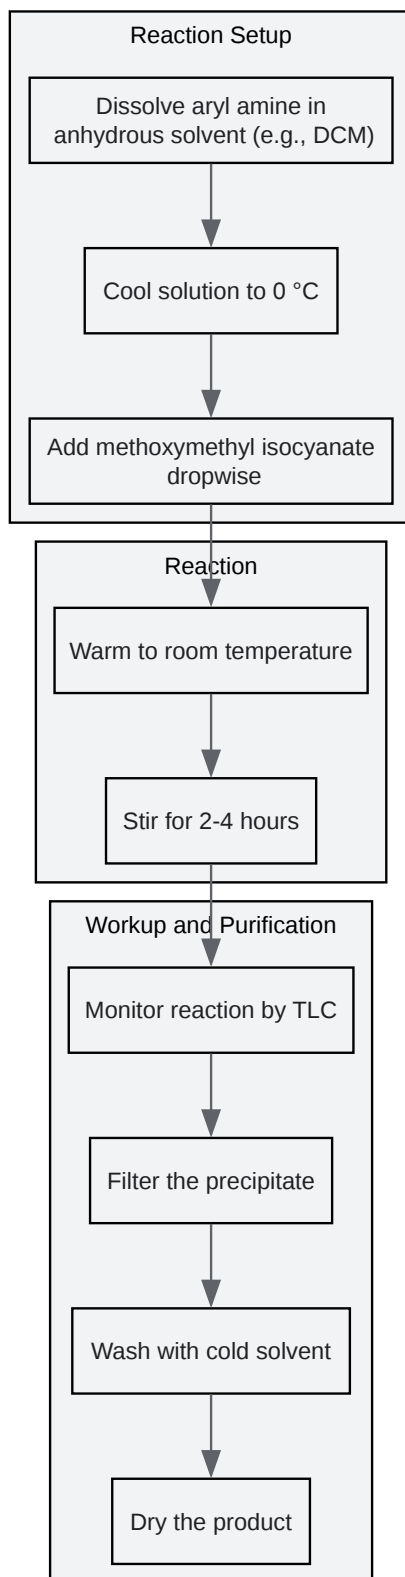 Reaction Setup
Dissolve aryl amine in
anhydrous solvent (e.g., DCM)
Cool solution to 0 °C
Add methoxymethyl isocyanate
dropwise
Reaction
Warm to room temperature
Stir for 2-4 hours
Workup and Purification
Monitor reaction by TLC
Filter the precipitate
Wash with cold solvent
Dry the product